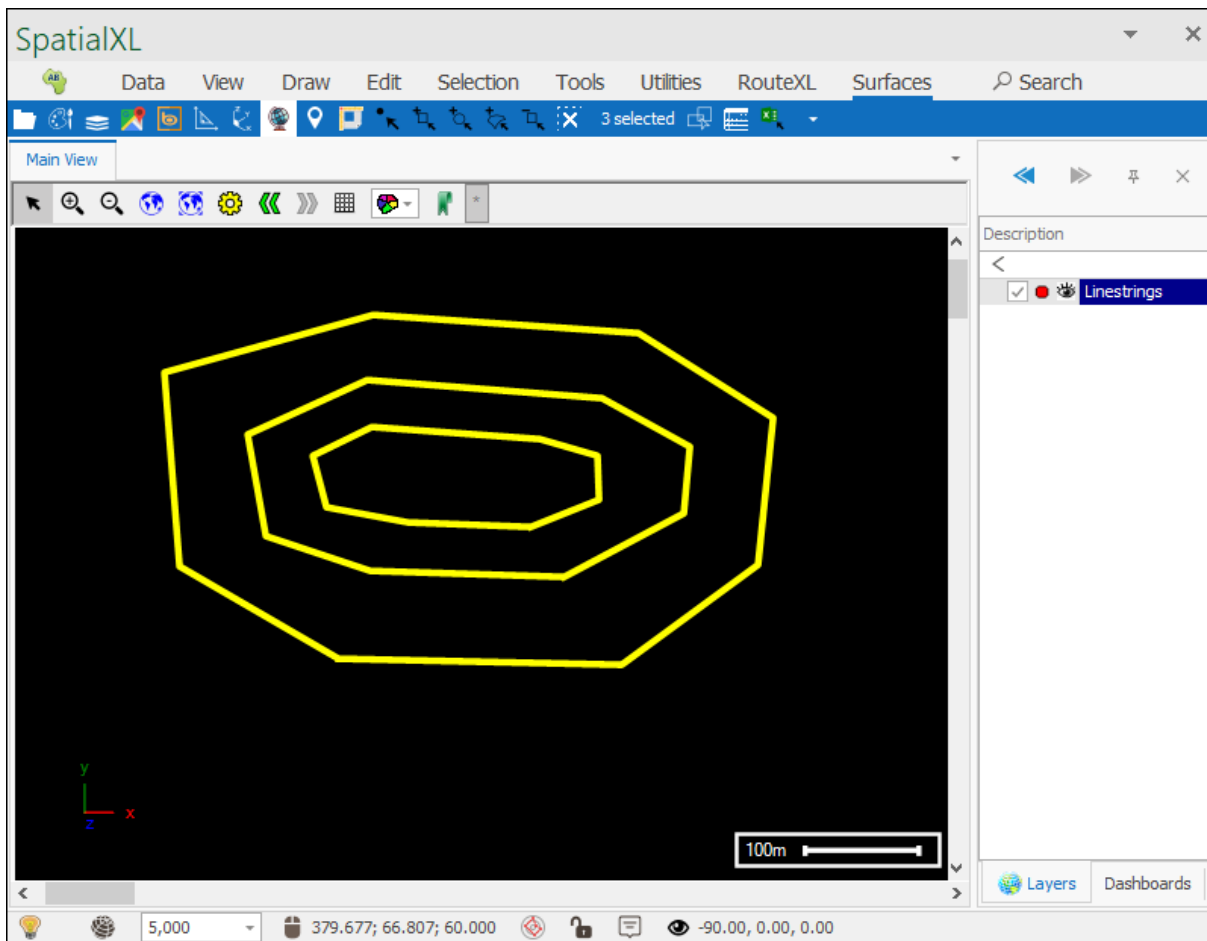 SpatialXL
AB
Data View Draw Edit Selection Tools Utilities RouteXL Surfaces Search
3 selected
Main View
Description
Linestrings
y
x
z
100m
Layers Dashboards
5,000 379.677; 66.807; 60.000 -90.00, 0.00, 0.00